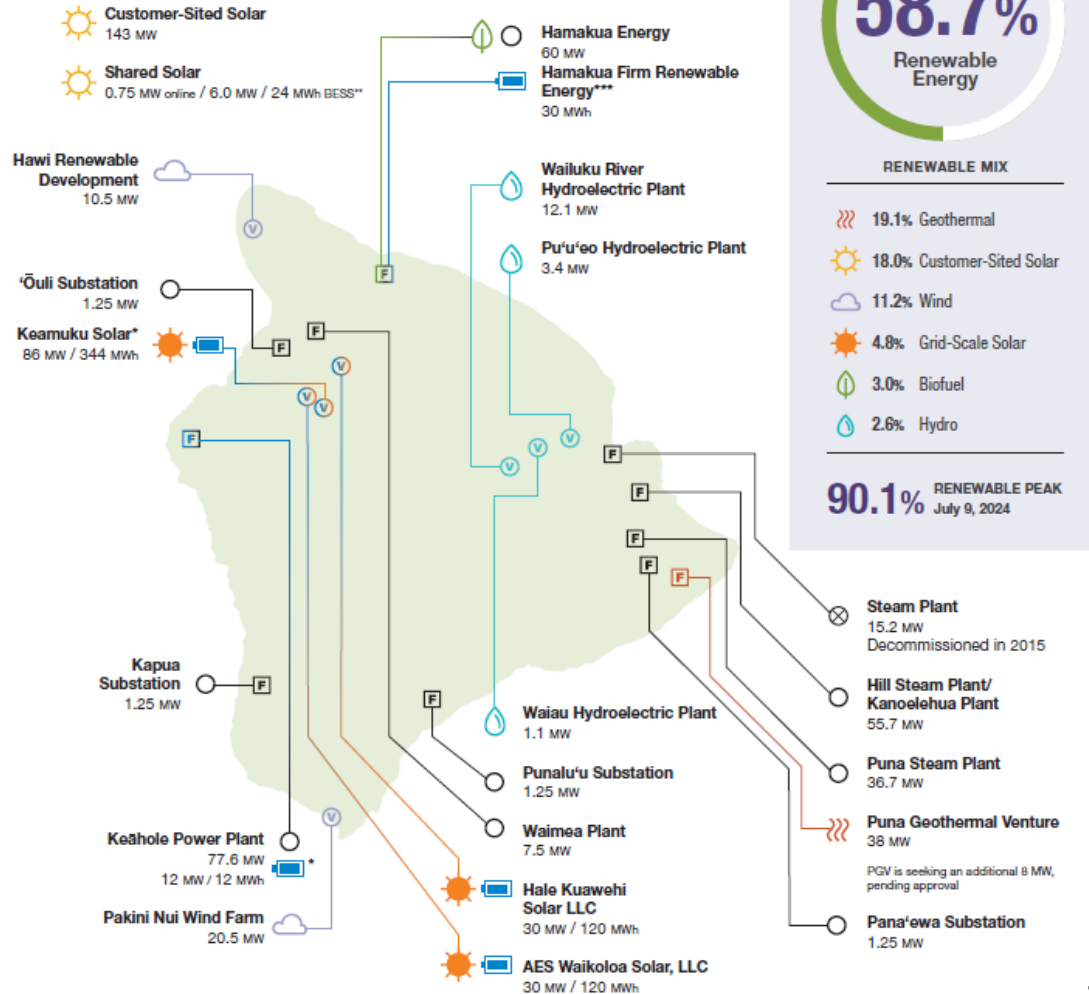 Customer-Sited Solar
143 MW
Shared Solar
0.75 MW online / 6.0 MW / 24 MWh BESS**
Hawi Renewable
Development
10.5 MW
ʻŌuli Substation
1.25 MW
Keamuku Solar*
86 MW / 344 MWh
Hamakua Energy
60 MW
Hamakua Firm Renewable
Energy***
30 MWh
Wailuku River
Hydroelectric Plant
12.1 MW
Puʻuʻeo Hydroelectric Plant
3.4 MW
V
F
F
F
V
V
V
F
V
V
V
F
F
F
F
F
F
F
V
Kapua
Substation
1.25 MW
Keāhole Power Plant
77.6 MW
*
12 MW / 12 MWh
Pakini Nui Wind Farm
20.5 MW
Waiau Hydroelectric Plant
1.1 MW
Punaluʻu Substation
1.25 MW
Waimea Plant
7.5 MW
Hale Kuawehi
Solar LLC
30 MW / 120 MWh
AES Waikoloa Solar, LLC
30 MW / 120 MWh
58.7%
Renewable
Energy
RENEWABLE MIX
19.1% Geothermal
18.0% Customer-Sited Solar
11.2% Wind
4.8% Grid-Scale Solar
3.0% Biofuel
2.6% Hydro
90.1% RENEWABLE PEAK
July 9, 2024
Steam Plant
15.2 MW
Decommissioned in 2015
Hill Steam Plant/
Kanoelehua Plant
55.7 MW
Puna Steam Plant
36.7 MW
Puna Geothermal Venture
38 MW
PGV is seeking an additional 8 MW,
pending approval
Panaʻewa Substation
1.25 MW